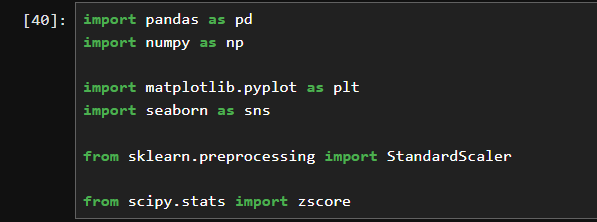 [40]: import pandas as pd
import numpy as np
import matplotlib.pyplot as plt
import seaborn as sns
from sklearn.preprocessing import StandardScaler
from scipy.stats import zscore